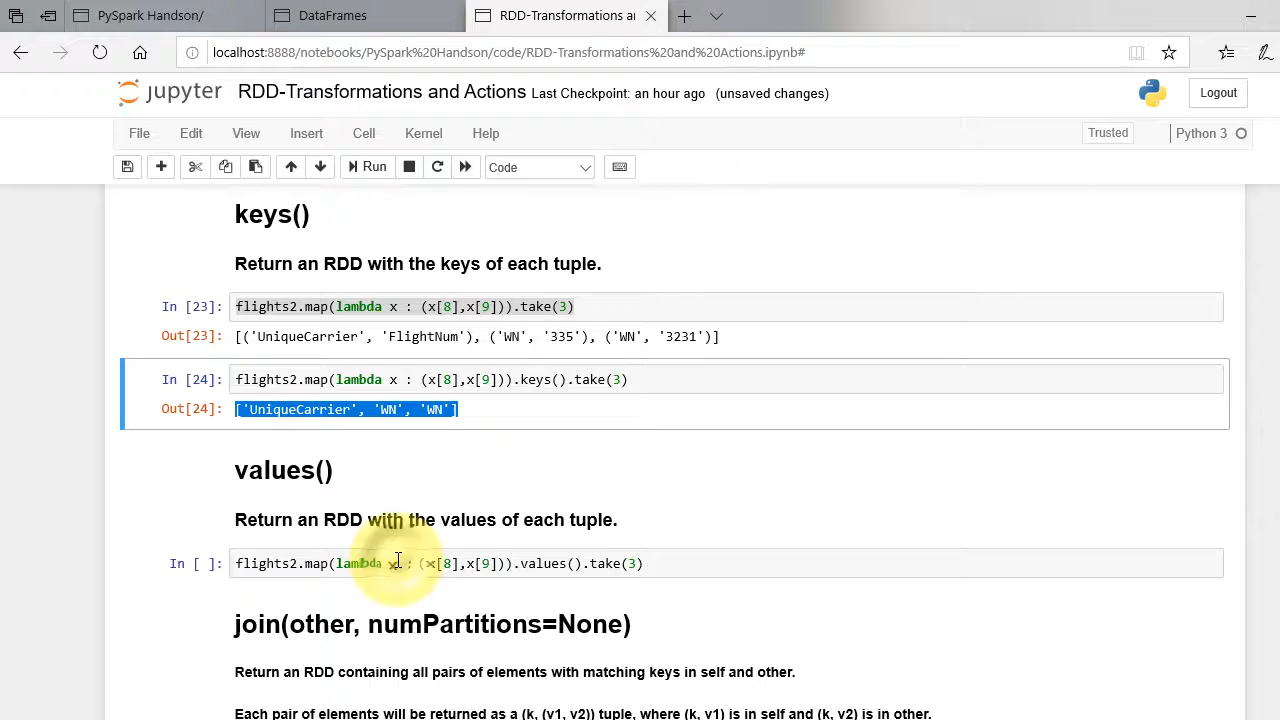 PySpark Handson/
DataFrames
RDD-Transformations a
localhost:8888/notebooks/PySpark%20Handson/code/RDD-Transformations%20and%20Actions.ipynb#
jupyter RDD-Transformations and Actions Last Checkpoint: an hour ago (unsaved changes)
Logout
File Edit View Insert Cell Kernel Help
Trusted
Python 3
Run
Code
keys()
Return an RDD with the keys of each tuple.
In [23]: flights2.map(lambda x : (x[8],x[9])).take(3)
Out[23]: [('UniqueCarrier', 'FlightNum'), ('WN', '335'), ('WN', '3231')]
In [24]: flights2.map(lambda x : (x[8],x[9])).keys().take(3)
Out[24]: ['UniqueCarrier', 'WN', 'WN']
values()
Return an RDD with the values of each tuple.
In [ ]: flights2.map(lambda x : (x[8],x[9])).values().take(3)
join(other, numPartitions=None)
Return an RDD containing all pairs of elements with matching keys in self and other.
Each pair of elements will be returned as a (k, (v1, v2)) tuple, where (k, v1) is in self and (k, v2) is in other.